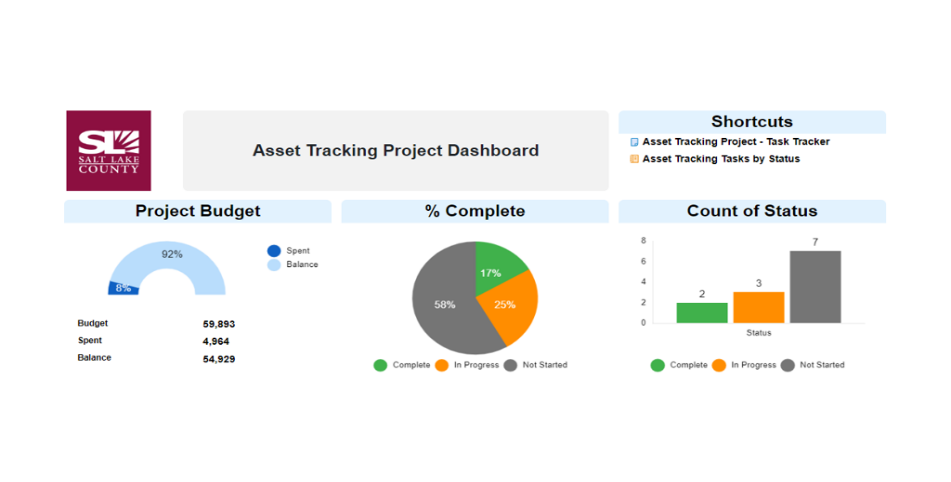 SL
SALT LAKE
COUNTY
Asset Tracking Project Dashboard
Shortcuts
Asset Tracking Project - Task Tracker
Asset Tracking Tasks by Status
Project Budget
92%
8%
Spent
Balance
Budget 59,893
Spent 4,964
Balance 54,929
% Complete
17%
25%
58%
Complete In Progress Not Started
Count of Status
8
6
4
2
0
2
3
7
Status
Complete In Progress Not Started